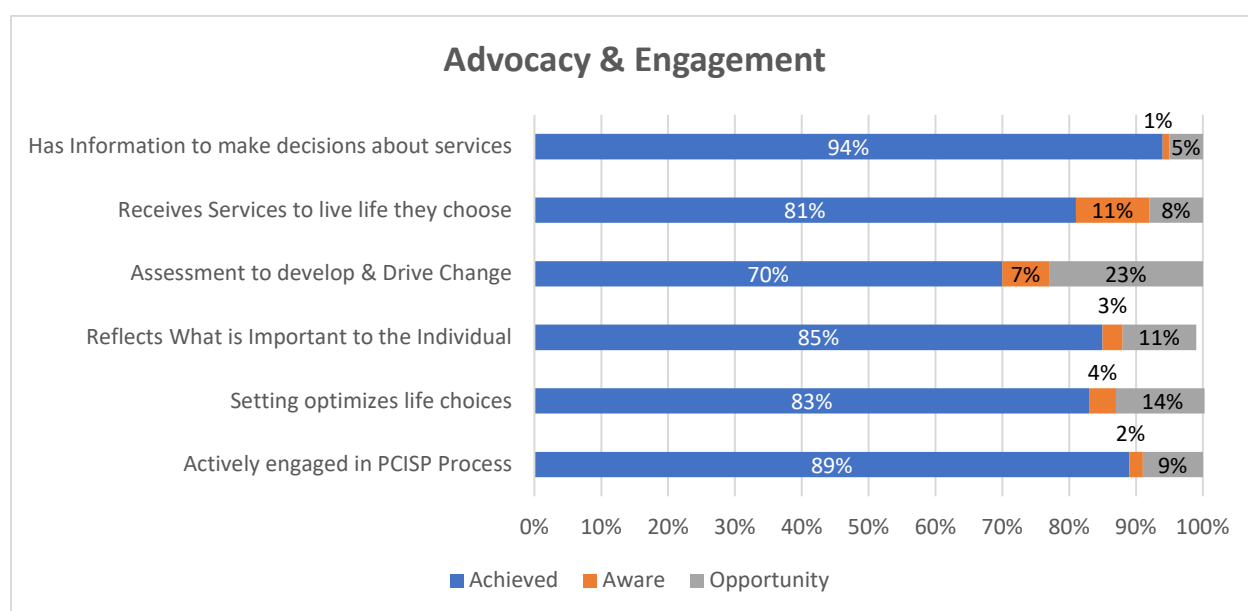 Advocacy & Engagement
1%
Has Information to make decisions about services 94% 5%
Receives Services to live life they choose 81% 11% 8%
Assessment to develop & Drive Change 70% 7% 23%
3%
Reflects What is Important to the Individual 85% 11%
4%
Setting optimizes life choices 83% 14%
2%
Actively engaged in PCISP Process 89% 9%
0% 10% 20% 30% 40% 50% 60% 70% 80% 90% 100%
Achieved Aware Opportunity